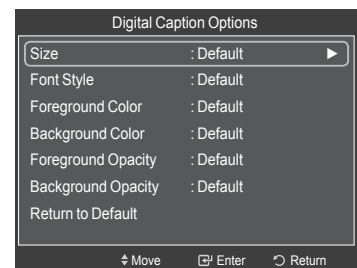 Digital Caption Options
Size : Default ►
Font Style : Default
Foreground Color : Default
Background Color : Default
Foreground Opacity : Default
Background Opacity : Default
Return to Default
Move Enter Return